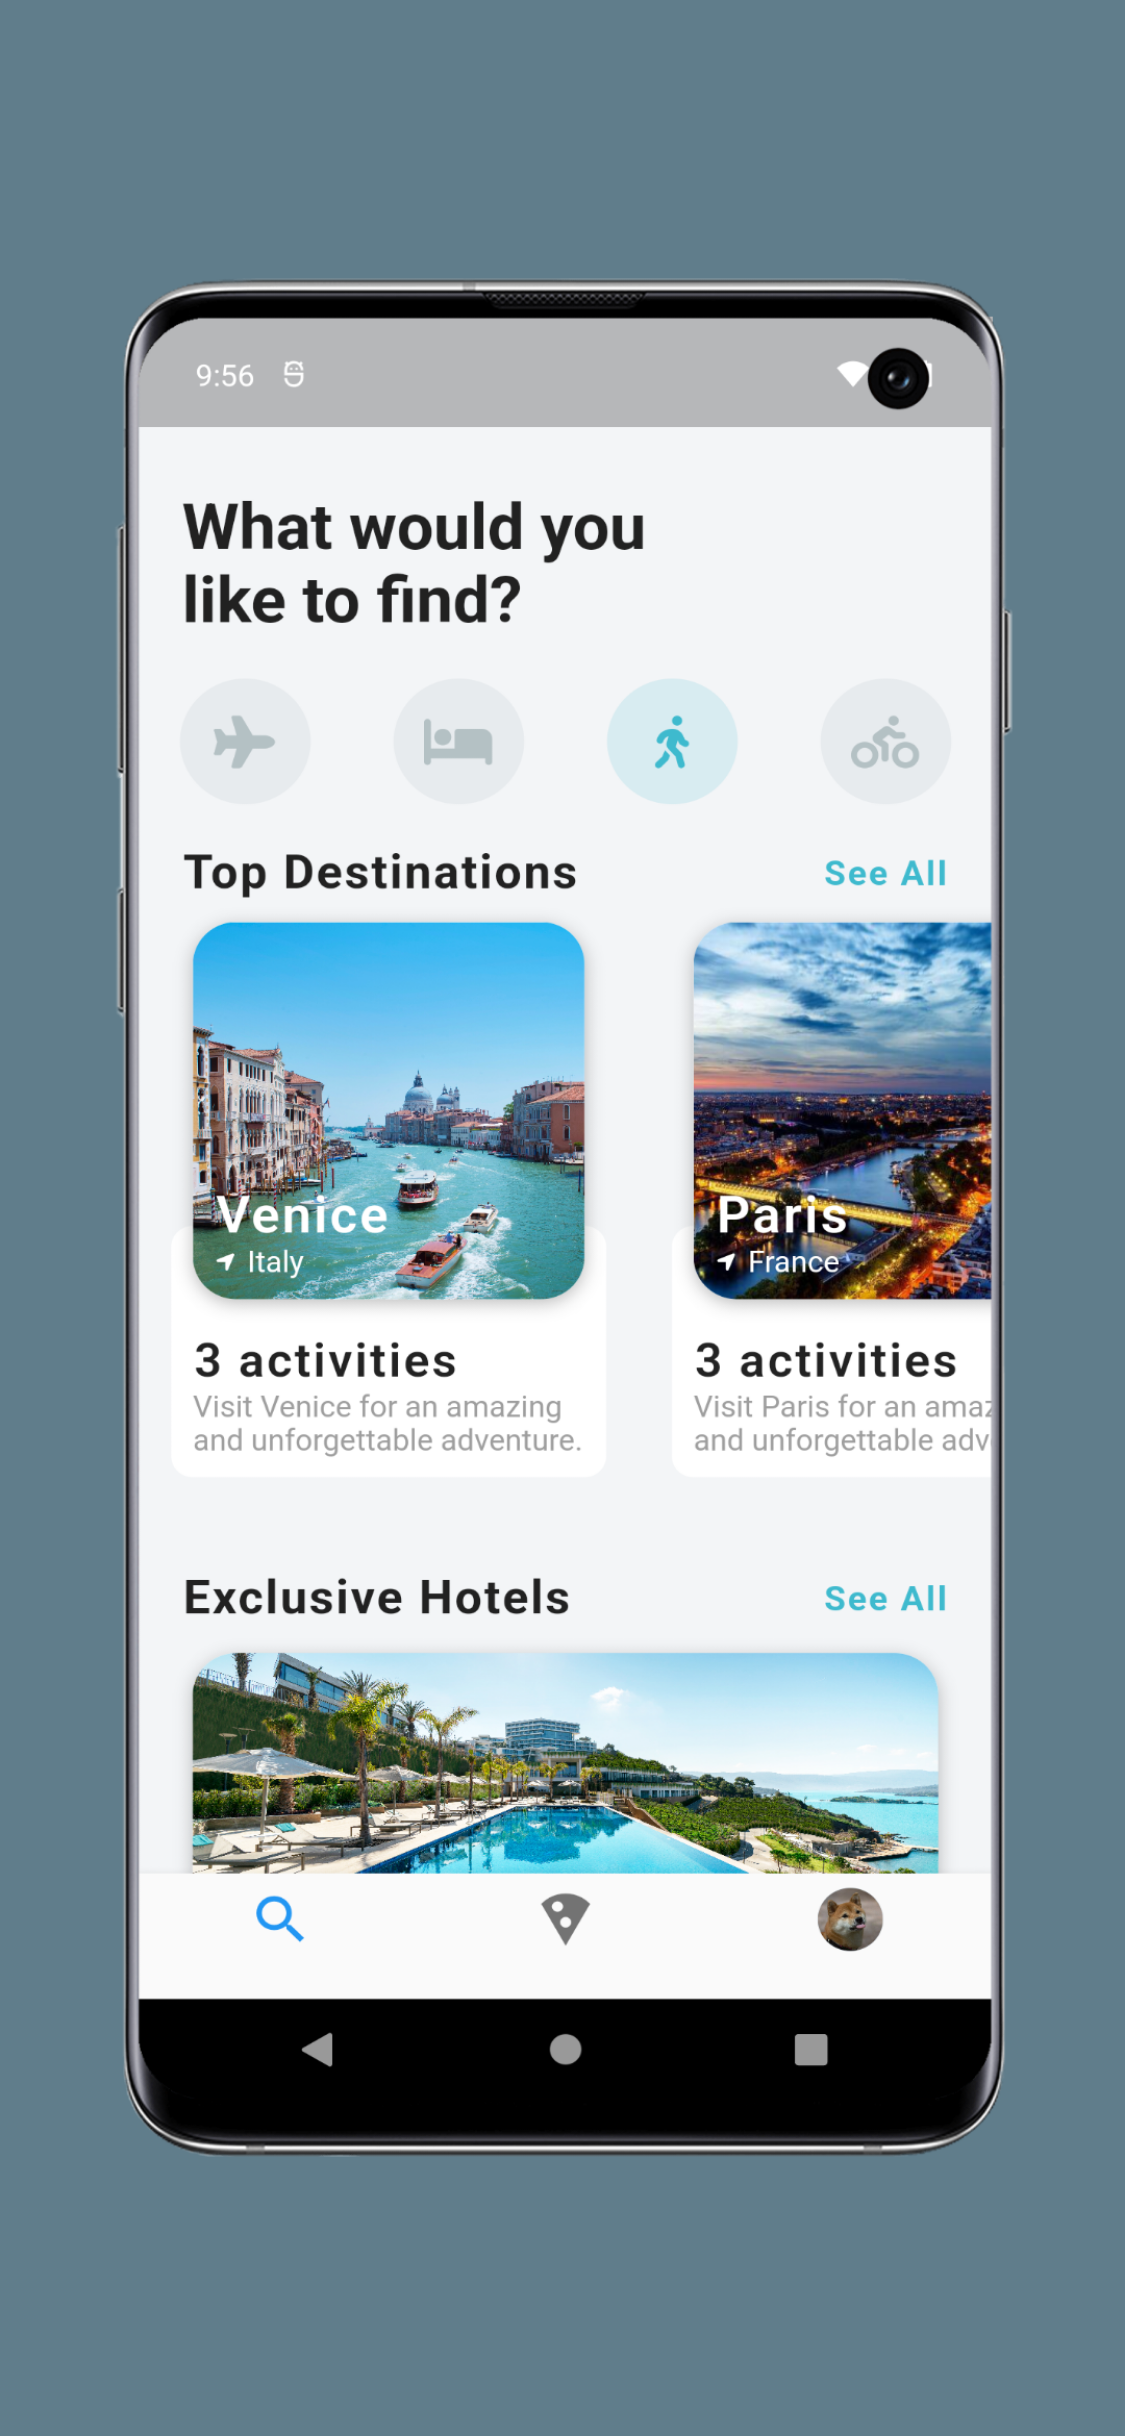 9:56
What would you
like to find?
Top Destinations
See All
Venice
Italy
3 activities
Visit Venice for an amazing
and unforgettable adventure.
Paris
France
3 activities
Visit Paris for an amaz
and unforgettable adv
Exclusive Hotels
See All